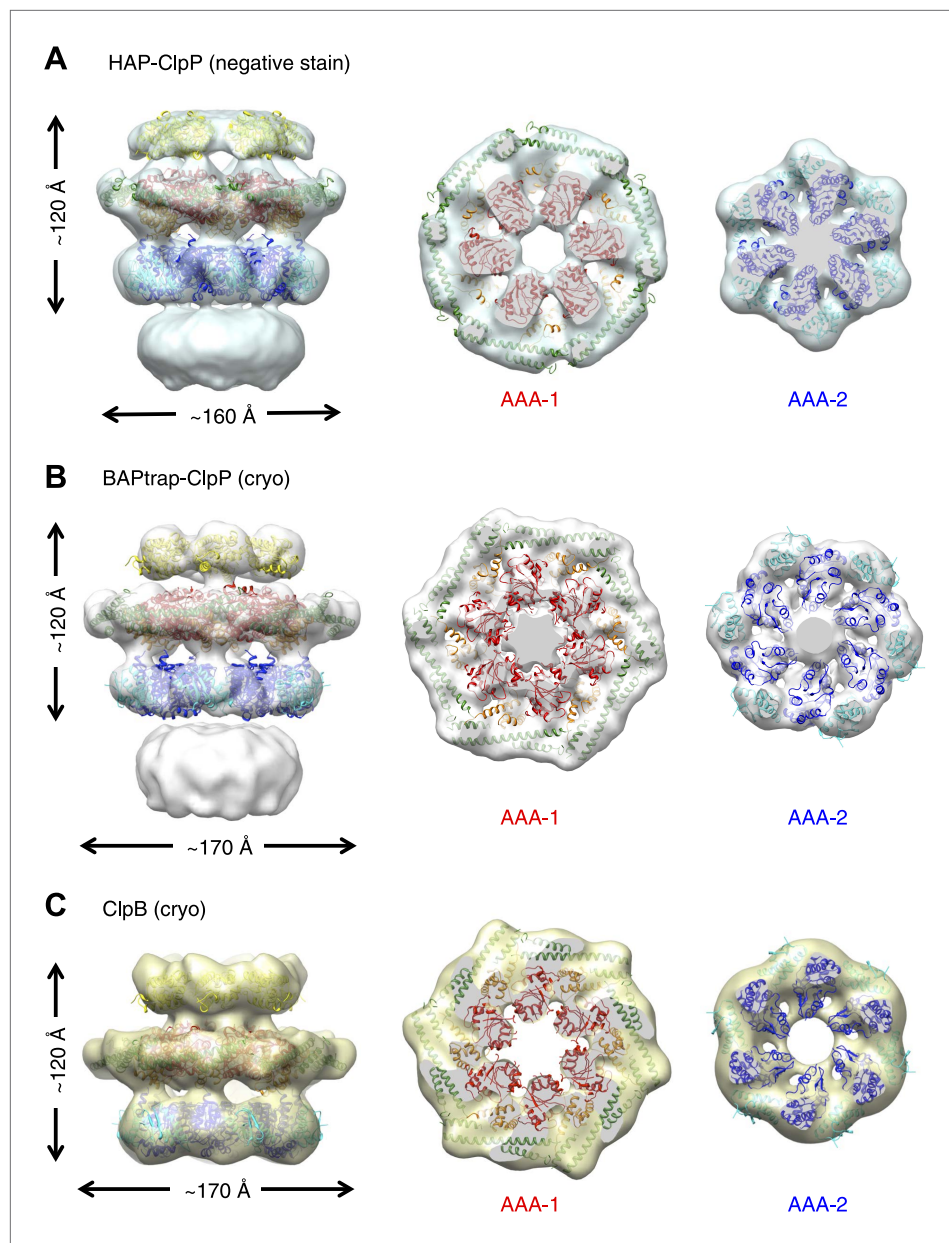 A HAP-ClpP (negative stain)
~120 Å
~160 Å
AAA-1
AAA-2
B BAPtrap-ClpP (cryo)
~120 Å
~170 Å
AAA-1
AAA-2
C ClpB (cryo)
~120 Å
~170 Å
AAA-1
AAA-2